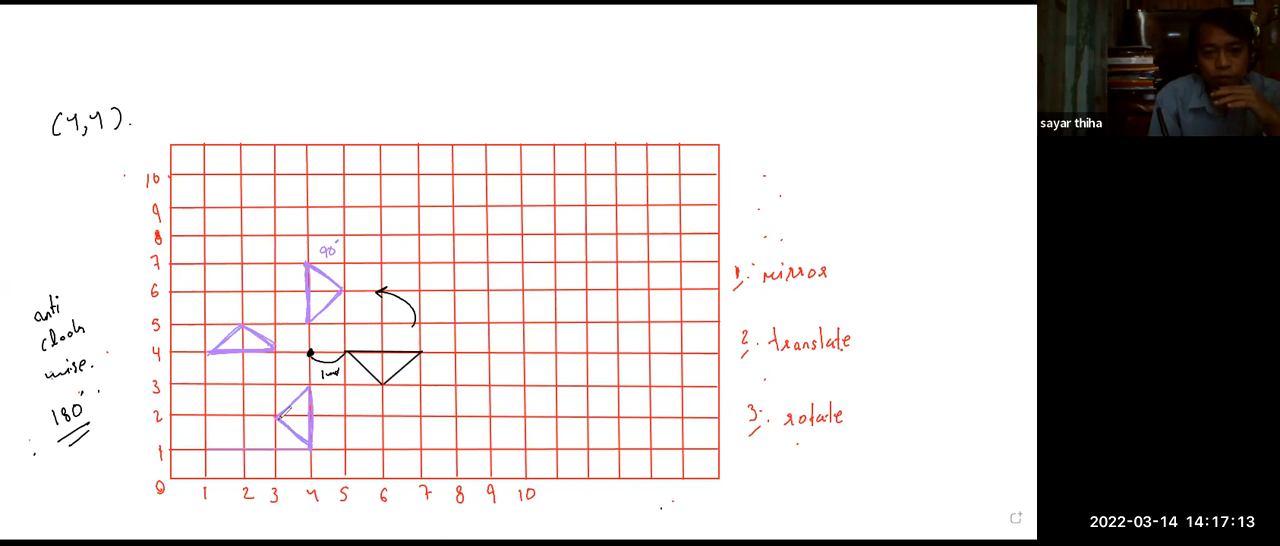 sayar thiha
(4,4).
10
9
8
7
90°
1. mirror
6
anti
clock
wise.
5
2. translate
4
1unit
3
180°
2
3. rotate
1
0 1 2 3 4 5 6 7 8 9 10
2022-03-14 14:17:13